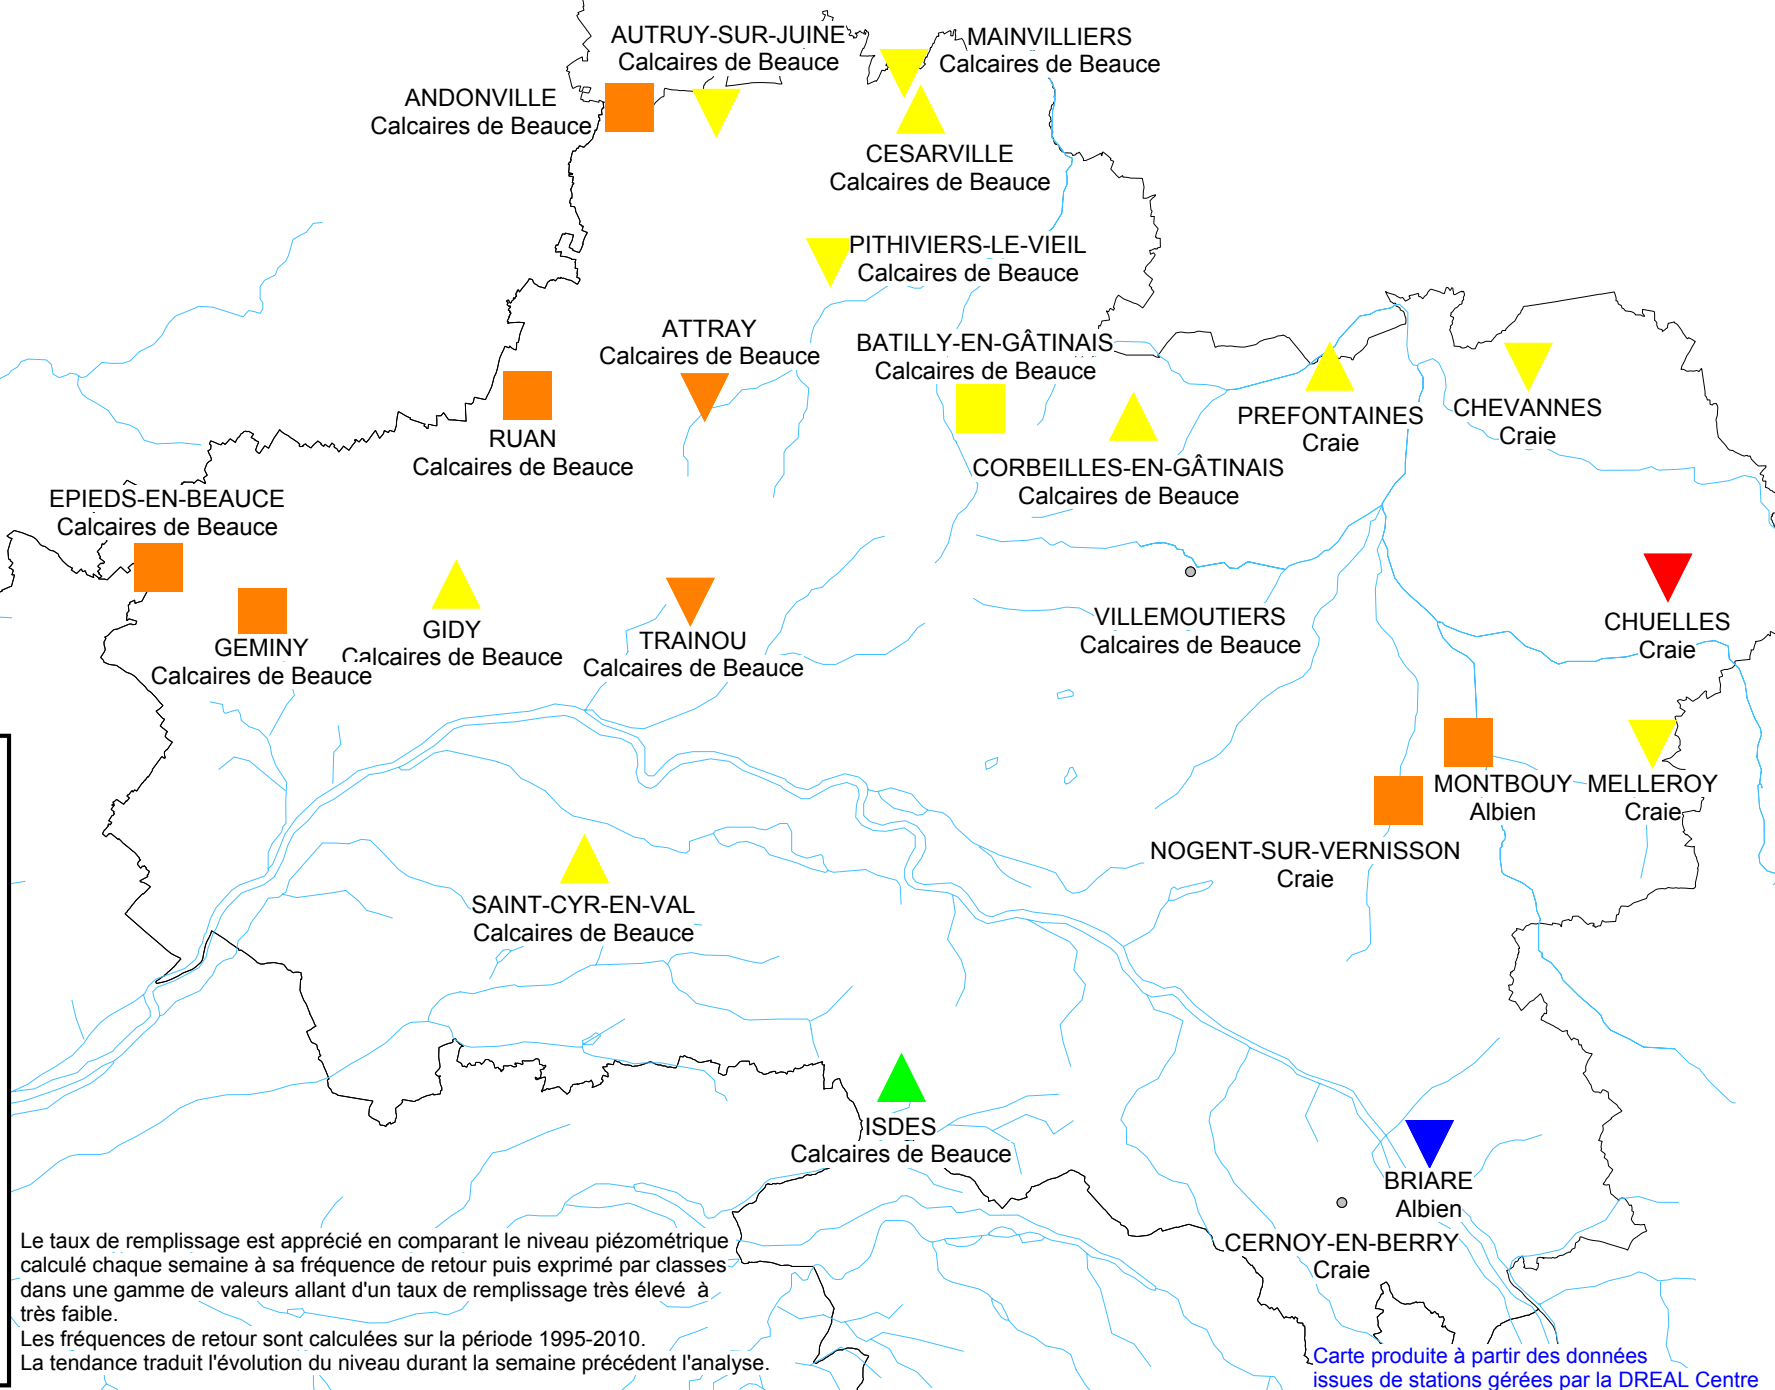 AUTRUY-SUR-JUINE
Calcaires de Beauce
MAINVILLIERS
Calcaires de Beauce
ANDONVILLE
Calcaires de Beauce
CESARVILLE
Calcaires de Beauce
PITHIVIERS-LE-VIEIL
Calcaires de Beauce
ATTRAY
Calcaires de Beauce
BATILLY-EN-GÂTINAIS
Calcaires de Beauce
PREFONTAINES
Craie
CHEVANNES
Craie
RUAN
Calcaires de Beauce
CORBEILLES-EN-GÂTINAIS
Calcaires de Beauce
EPIEDS-EN-BEAUCE
Calcaires de Beauce
GEMINY
Calcaires de Beauce
GIDY
Calcaires de Beauce
TRAINOU
Calcaires de Beauce
VILLEMOUTIERS
Calcaires de Beauce
CHUELLES
Craie
MONTBOUY
Albien
MELLEROY
Craie
NOGENT-SUR-VERNISSON
Craie
SAINT-CYR-EN-VAL
Calcaires de Beauce
ISDES
Calcaires de Beauce
BRIARE
Albien
CERNOY-EN-BERRY
Craie
Le taux de remplissage est apprécié en comparant le niveau piézométrique
calculé chaque semaine à sa fréquence de retour puis exprimé par classes
dans une gamme de valeurs allant d'un taux de remplissage très élevé à
très faible.
Les fréquences de retour sont calculées sur la période 1995-2010.
La tendance traduit l'évolution du niveau durant la semaine précédent l'analyse.
Carte produite à partir des données
issues de stations gérées par la DREAL Centre